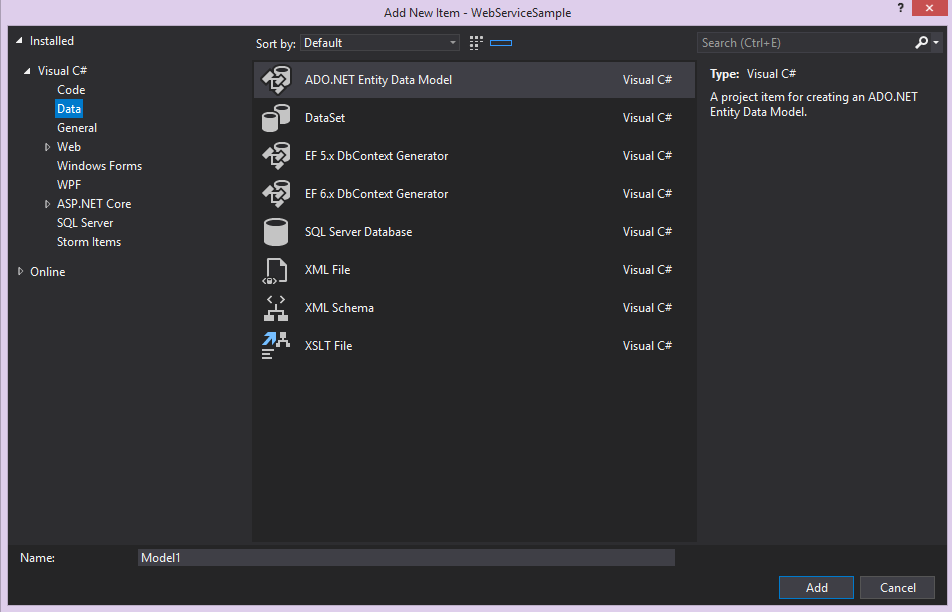 Add New Item - WebServiceSample
?
Installed
Visual C#
Code
Data
General
Web
Windows Forms
WPF
ASP.NET Core
SQL Server
Storm Items
Online
Sort by: Default
ADO.NET Entity Data Model Visual C#
DataSet Visual C#
EF 5.x DbContext Generator Visual C#
EF 6.x DbContext Generator Visual C#
SQL Server Database Visual C#
XML File Visual C#
XML Schema Visual C#
XSLT File Visual C#
Search (Ctrl+E)
Type: Visual C#
A project item for creating an ADO.NET
Entity Data Model.
Name: Model1
Add Cancel